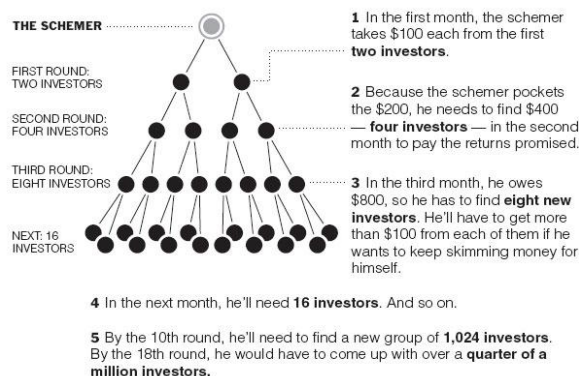 THE SCHEMER
FIRST ROUND:
TWO INVESTORS
SECOND ROUND:
FOUR INVESTORS
THIRD ROUND:
EIGHT INVESTORS
NEXT: 16
INVESTORS
1 In the first month, the schemer
takes $100 each from the first
two investors.
2 Because the schemer pockets
the $200, he needs to find $400
— four investors — in the second
month to pay the returns promised.
3 In the third month, he owes
$800, so he has to find eight new
investors. He'll have to get more
than $100 from each of them if he
wants to keep skimming money for
himself.
4 In the next month, he'll need 16 investors. And so on.
5 By the 10th round, he'll need to find a new group of 1,024 investors.
By the 18th round, he would have to come up with over a quarter of a
million investors.